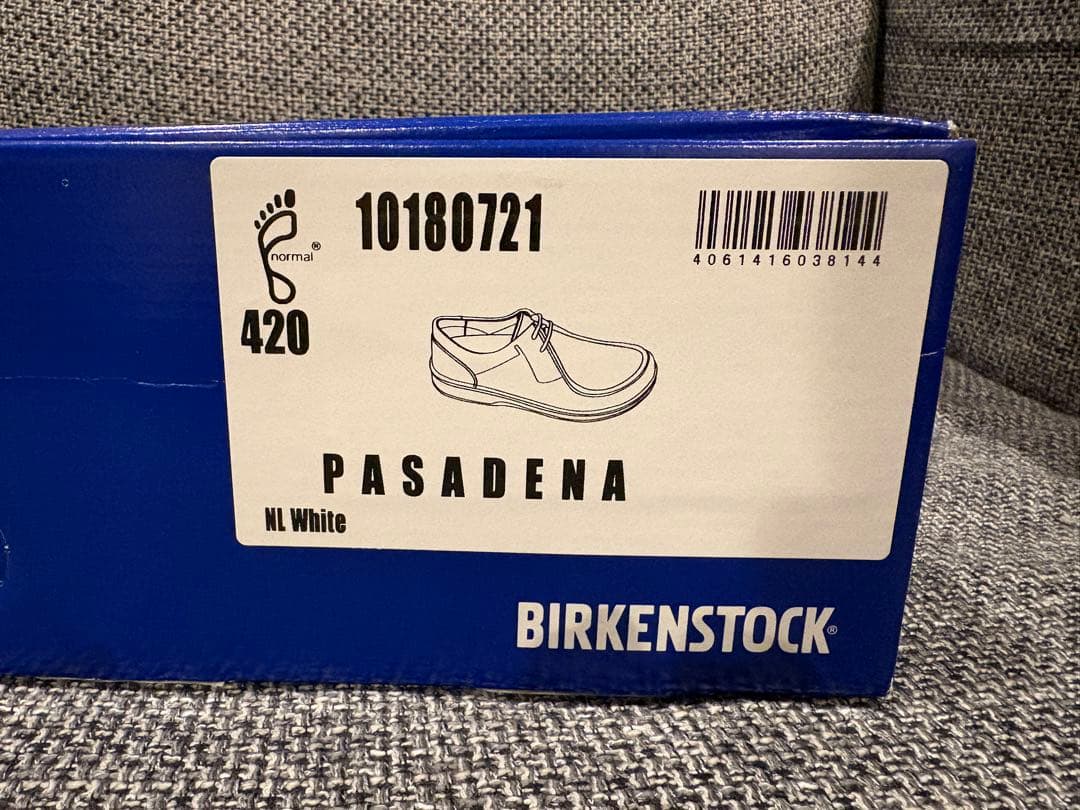 10180721
normal®
4061416038144
420
PASADENA
NL White
BIRKENSTOCK®